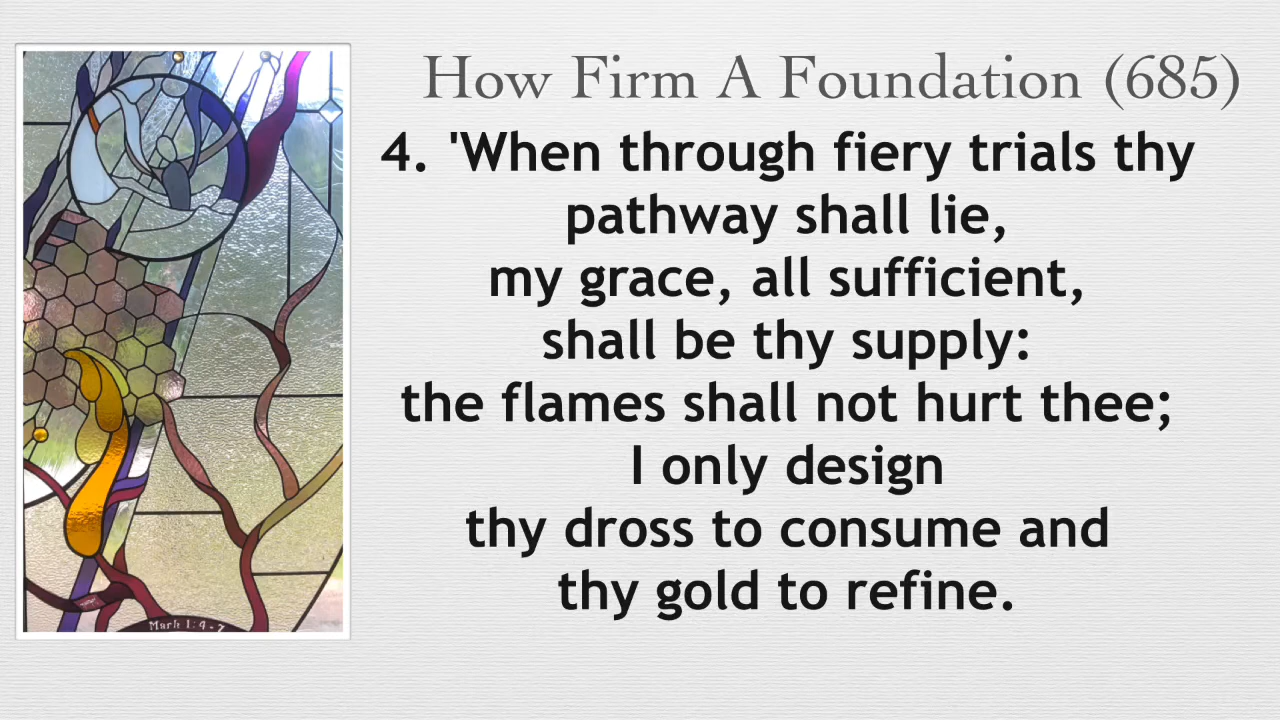 How Firm A Foundation (685)
4. 'When through fiery trials thy
pathway shall lie,
my grace, all sufficient,
shall be thy supply:
the flames shall not hurt thee;
I only design
thy dross to consume and
thy gold to refine.
Mark 1:4-7